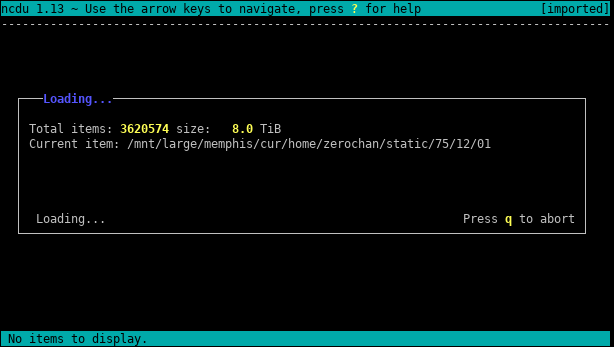 ncdu 1.13 ~ Use the arrow keys to navigate, press ? for help [imported]
--------------------------------------------------------------------------------------
Loading...
Total items: 3620574 size: 8.0 TiB
Current item: /mnt/large/memphis/cur/home/zerochan/static/75/12/01
Loading... Press q to abort
No items to display.